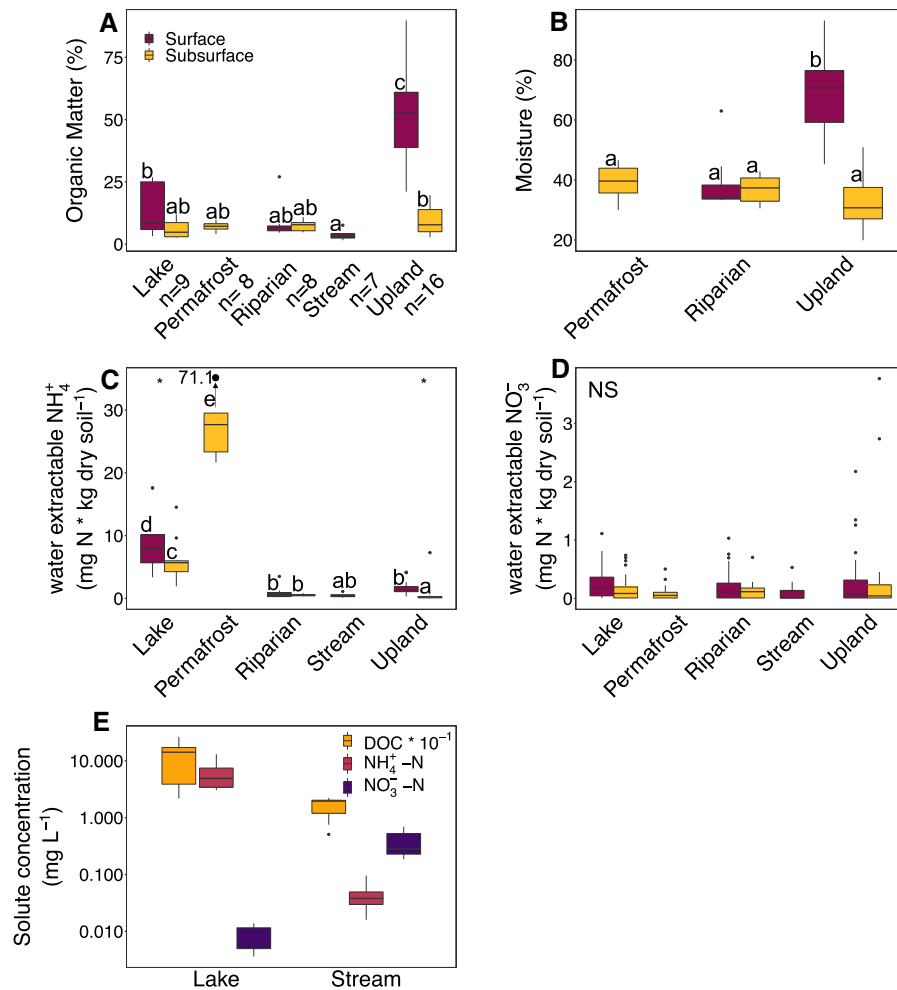 A
Surface
Subsurface
Organic Matter (%)
75
50
25
0
b
ab
ab
ab
ab
a
c
b
Lake
n=9
Permafrost
n= 8
Riparian
n=8
Stream
n=7
Upland
n=16
B
Moisture (%)
80
60
40
20
a
a
a
b
a
Permafrost
Riparian
Upland
C
water extractable NH₄⁺
(mg N * kg dry soil⁻¹)
30
20
10
0
*
71.1
*
e
d
c
b
b
ab
b
a
Lake
Permafrost
Riparian
Stream
Upland
D
NS
water extractable NO₃⁻
(mg N * kg dry soil⁻¹)
3
2
1
0
Lake
Permafrost
Riparian
Stream
Upland
E
DOC * 10⁻¹
NH₄⁺ –N
NO₃⁻ –N
Solute concentration
(mg L⁻¹)
10.000
1.000
0.100
0.010
Lake
Stream